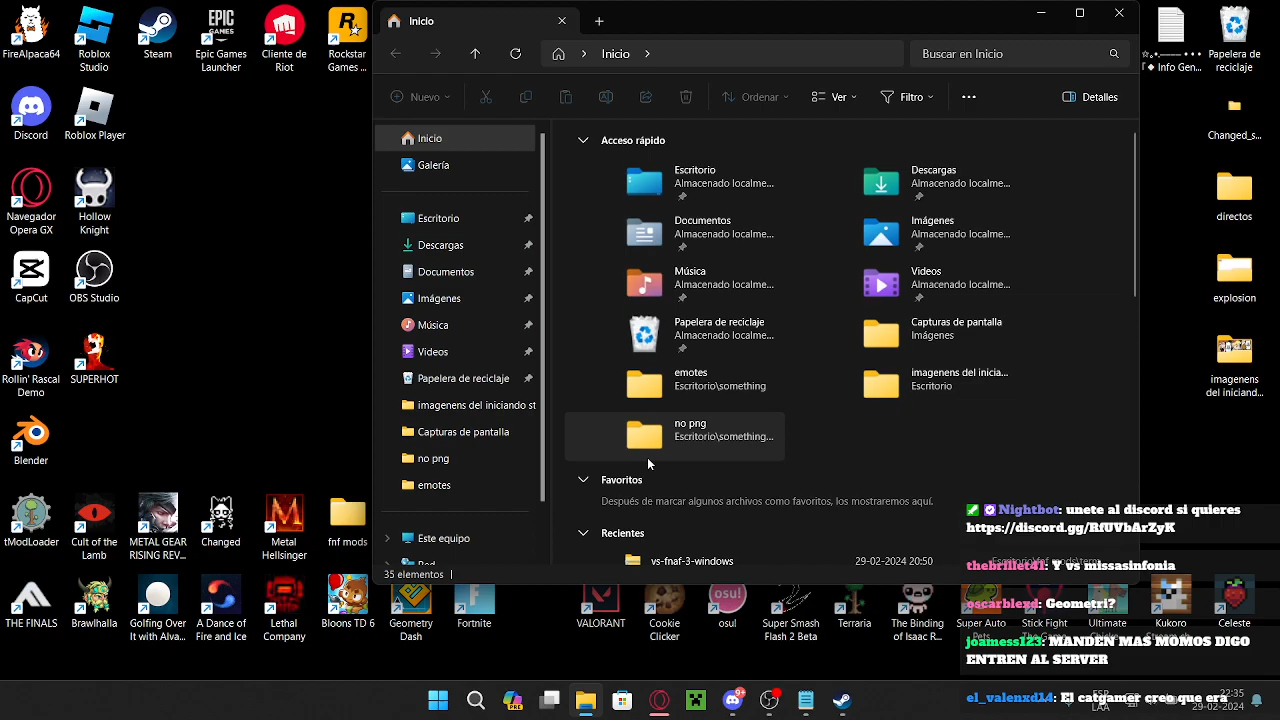 FireAlpaca64
Roblox
Studio
Steam
Epic Games
Launcher
Cliente de
Riot
Rockstar
Games ...
Discord
Roblox Player
Navegador
Opera GX
Hollow
Knight
CapCut
OBS Studio
Rollin' Rascal
Demo
SUPERHOT
Blender
tModLoader
Cult of the
Lamb
METAL GEAR
RISING REV...
Changed
Metal
Hellsinger
fnf mods
THE FINALS
Brawlhalla
Golfing Over
It with Alva...
A Dance of
Fire and Ice
Lethal
Company
Bloons TD 6
Geometry
Dash
Fortnite
VALORANT
Cookie
Clicker
osu!
Super Smash
Flash 2 Beta
Terraria
The Binding
of Isaac R...
Super Auto
Pets
Stick Fight
Ultimate
Kukoro
Celeste
Inicio
Inicio
Buscar en Inicio
Nuevo
Ordenar
Ver
Filtro
Detalles
Inicio
Galería
Escritorio
Descargas
Documentos
Imágenes
Música
Videos
Papelera de reciclaje
imagenens del iniciando st
Capturas de pantalla
no png
emotes
Este equipo
35 elementos
Acceso rápido
Escritorio
Almacenado localme...
Descargas
Almacenado localme...
Documentos
Almacenado localme...
Imágenes
Almacenado localme...
Música
Almacenado localme...
Videos
Almacenado localme...
Papelera de reciclaje
Almacenado localme...
Capturas de pantalla
Imágenes
emotes
Escritorio\something
imagenens del inicia...
Escritorio
no png
Escritorio\something...
Favoritos
Después de marcar algunos archivos como favoritos, los mostraremos aquí.
Recientes
vs-fnaf-3-windows
29-02-2024 20:50
Info Gen...
Papelera de
reciclaje
Changed_s...
directos
explosion
imagenens
del iniciand...
Nightbot: unete al discord si quieres
https://discord.gg/RfUVbArZyK
thebrille41: Y vs missasinfonia
oscarblexd: Geometri?
joamess123: MANDEN MAS MOMOS DIGO
ENTREN AL SERVER
el_valenxd14: El catgamer creo que era
ESP
22:35
29-02-2024